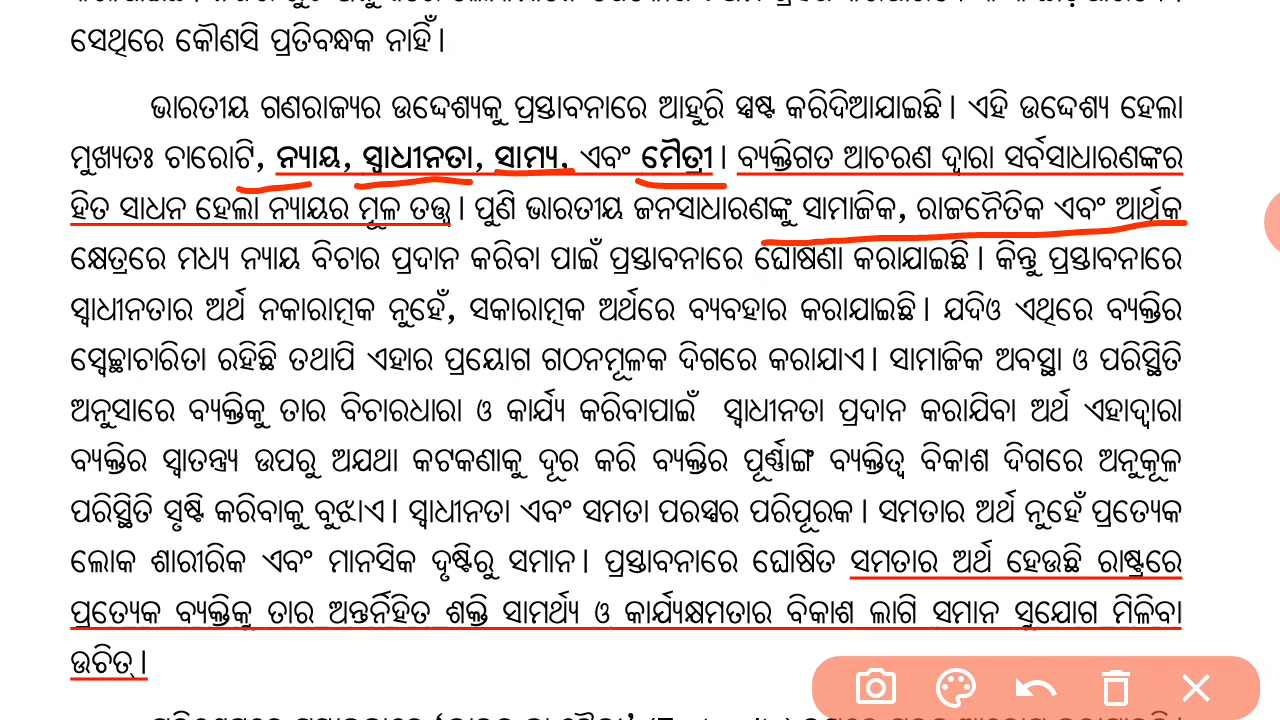 ସେଥିରେ କୌଣସି ପ୍ରତିବନ୍ଧକ ନାହିଁ।
ଭାରତୀୟ ଗଣରାଜ୍ୟର ଉଦ୍ଦେଶ୍ୟକୁ ପ୍ରସ୍ତାବନାରେ ଆହୁରି ସ୍ପଷ୍ଟ କରିଦିଆଯାଇଛି। ଏହି ଉଦ୍ଦେଶ୍ୟ ହେଲା
ମୁଖ୍ୟତଃ ଚାରୋଟି, ନ୍ୟାୟ, ସ୍ୱାଧୀନତା, ସାମ୍ୟ, ଏବଂ ମୈତ୍ରୀ। ବ୍ୟକ୍ତିଗତ ଆଚରଣ ଦ୍ୱାରା ସର୍ବସାଧାରଣଙ୍କର
ହିତ ସାଧନ ହେଲା ନ୍ୟାୟର ମୂଳ ତତ୍ତ୍ୱ। ପୁଣି ଭାରତୀୟ ଜନସାଧାରଣଙ୍କୁ ସାମାଜିକ, ରାଜନୈତିକ ଏବଂ ଆର୍ଥିକ
କ୍ଷେତ୍ରରେ ମଧ୍ୟ ନ୍ୟାୟ ବିଚାର ପ୍ରଦାନ କରିବା ପାଇଁ ପ୍ରସ୍ତାବନାରେ ଘୋଷଣା କରାଯାଇଛି। କିନ୍ତୁ ପ୍ରସ୍ତାବନାରେ
ସ୍ୱାଧୀନତାର ଅର୍ଥ ନକାରାତ୍ମକ ନୁହେଁ, ସକାରାତ୍ମକ ଅର୍ଥରେ ବ୍ୟବହାର କରାଯାଇଛି। ଯଦିଓ ଏଥିରେ ବ୍ୟକ୍ତିର
ସ୍ୱେଚ୍ଛାଚାରିତା ରହିଛି ତଥାପି ଏହାର ପ୍ରୟୋଗ ଗଠନମୂଳକ ଦିଗରେ କରାଯାଏ। ସାମାଜିକ ଅବସ୍ଥା ଓ ପରିସ୍ଥିତି
ଅନୁସାରେ ବ୍ୟକ୍ତିକୁ ତାର ବିଚାରଧାରା ଓ କାର୍ଯ୍ୟ କରିବାପାଇଁ ସ୍ୱାଧୀନତା ପ୍ରଦାନ କରାଯିବା ଅର୍ଥ ଏହାଦ୍ୱାରା
ବ୍ୟକ୍ତିର ସ୍ୱାତନ୍ତ୍ର୍ୟ ଉପରୁ ଅଯଥା କଟକଣାକୁ ଦୂର କରି ବ୍ୟକ୍ତିର ପୂର୍ଣ୍ଣାଙ୍ଗ ବ୍ୟକ୍ତିତ୍ୱ ବିକାଶ ଦିଗରେ ଅନୁକୂଳ
ପରିସ୍ଥିତି ସୃଷ୍ଟି କରିବାକୁ ବୁଝାଏ। ସ୍ୱାଧୀନତା ଏବଂ ସମତା ପରସ୍ପର ପରିପୂରକ। ସମତାର ଅର୍ଥ ନୁହେଁ ପ୍ରତ୍ୟେକ
ଲୋକ ଶାରୀରିକ ଏବଂ ମାନସିକ ଦୃଷ୍ଟିରୁ ସମାନ। ପ୍ରସ୍ତାବନାରେ ଘୋଷିତ ସମତାର ଅର୍ଥ ହେଉଛି ରାଷ୍ଟ୍ରରେ
ପ୍ରତ୍ୟେକ ବ୍ୟକ୍ତିକୁ ତାର ଅନ୍ତର୍ନିହିତ ଶକ୍ତି ସାମର୍ଥ୍ୟ ଓ କାର୍ଯ୍ୟକ୍ଷମତାର ବିକାଶ ଲାଗି ସମାନ ସୁଯୋଗ ମିଳିବା
ଉଚିତ୍।